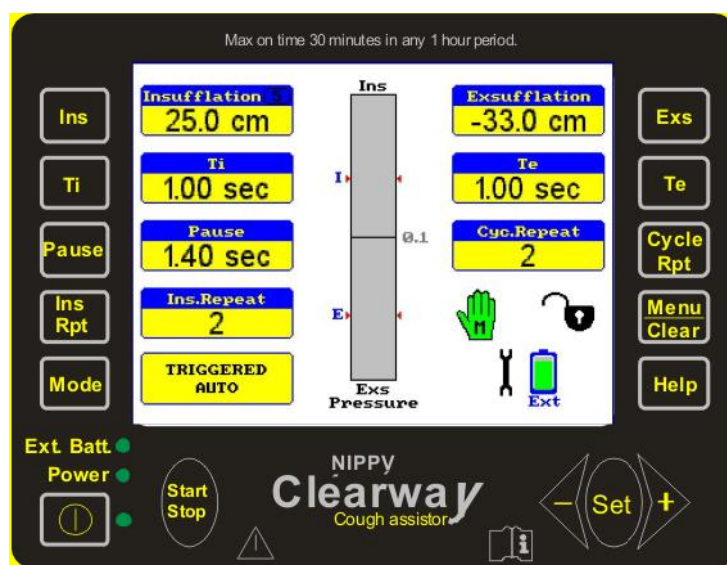 Max on time 30 minutes in any 1 hour period.
Ins
Ti
Pause
Ins
Rpt
Mode
Insufflation S
25.0 cm
Ti
1.00 sec
Pause
1.40 sec
Ins.Repeat
2
TRIGGERED
AUTO
Ins
I
0.1
E
Exs
Pressure
Exsufflation
-33.0 cm
Te
1.00 sec
Cyc.Repeat
2
M
Ext
Exs
Te
Cycle
Rpt
Menu
Clear
Help
Ext. Batt.
Power
Start
Stop
NIPPY
Clearway
Cough assistor
i
- Set +